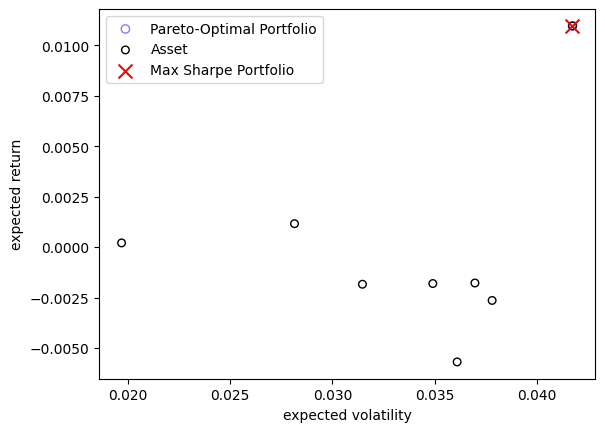 Pareto-Optimal Portfolio
Asset
Max Sharpe Portfolio
0.0100
0.0075
0.0050
0.0025
0.0000
−0.0025
−0.0050
expected return
0.020
0.025
0.030
0.035
0.040
expected volatility